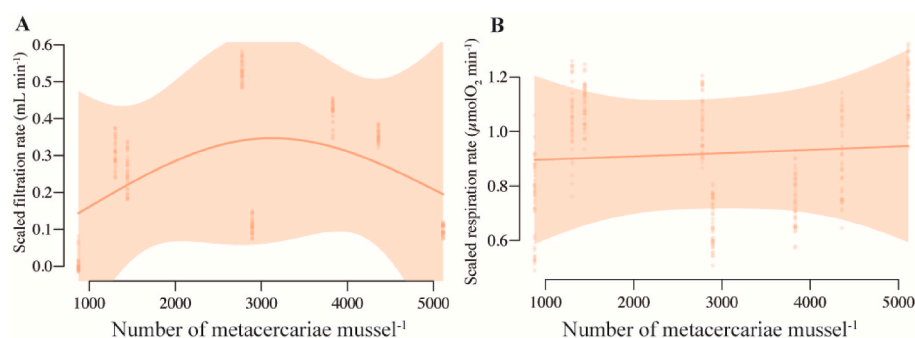 A
Scaled filtration rate (mL min⁻¹)
0.6
0.5
0.4
0.3
0.2
0.1
0.0
1000 2000 3000 4000 5000
Number of metacercariae mussel⁻¹
B
Scaled respiration rate (μmolO₂ min⁻¹)
1.2
1.0
0.8
0.6
1000 2000 3000 4000 5000
Number of metacercariae mussel⁻¹